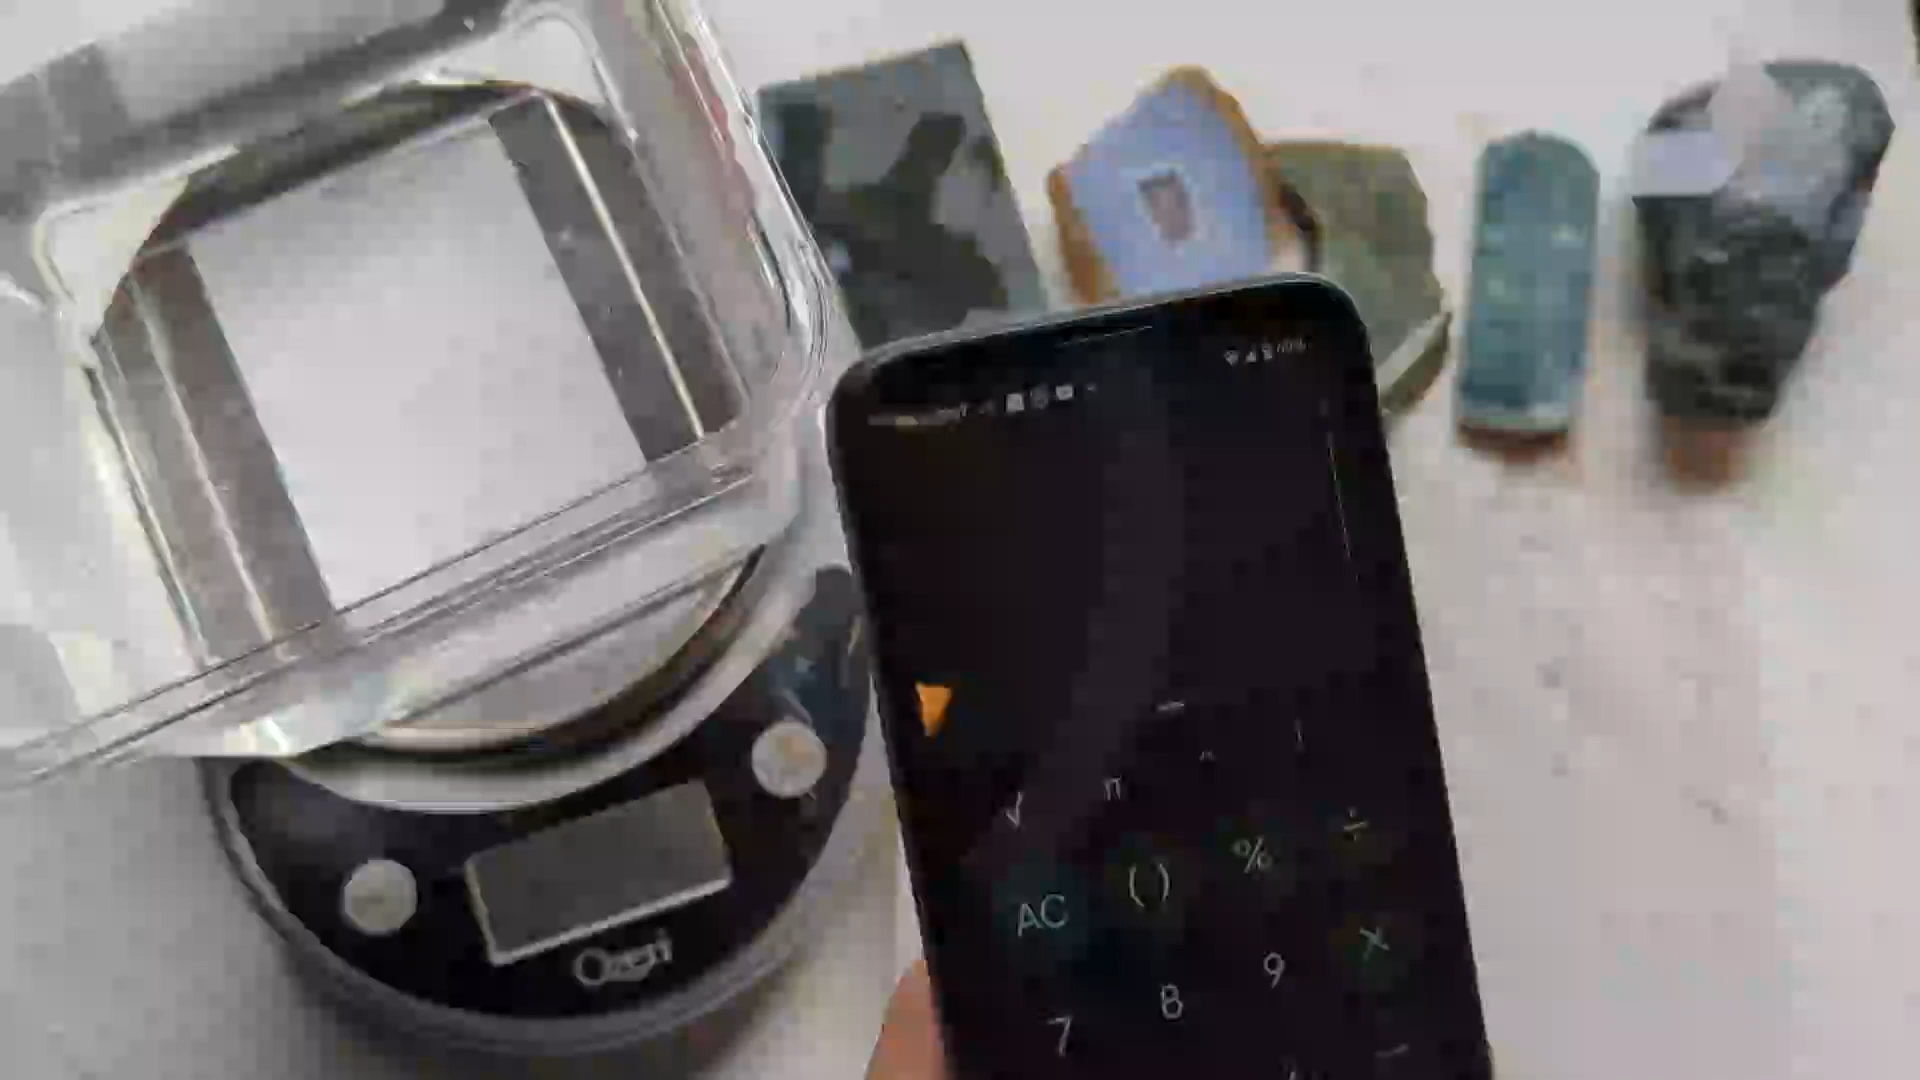 √ π ^ !
AC ( ) % ÷
7 8 9 ×
Ozeri